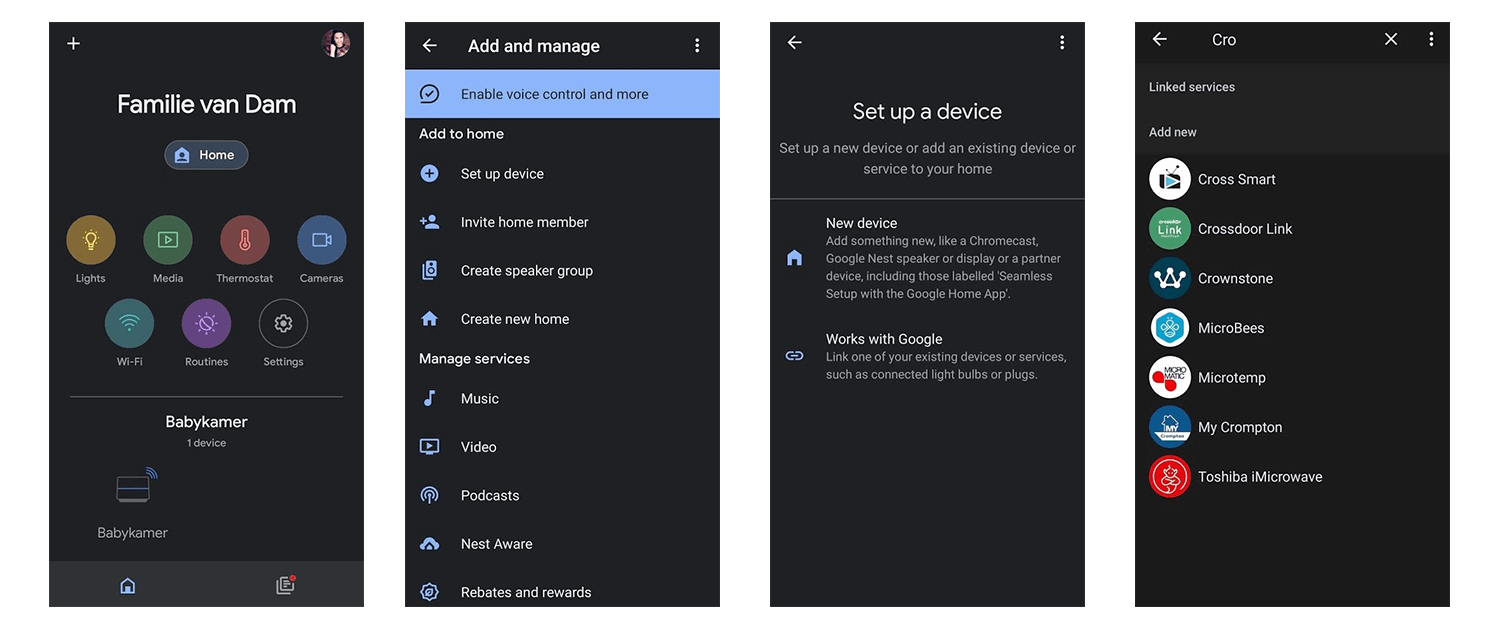 Familie van Dam
Home
Lights
Media
Thermostat
Cameras
Wi-Fi
Routines
Settings
Babykamer
1 device
Babykamer
Add and manage
Enable voice control and more
Add to home
Set up device
Invite home member
Create speaker group
Create new home
Manage services
Music
Video
Podcasts
Nest Aware
Rebates and rewards
Set up a device
Set up a new device or add an existing device or
service to your home
New device
Add something new, like a Chromecast,
Google Nest speaker or display or a partner
device, including those labelled 'Seamless
Setup with the Google Home App'.
Works with Google
Link one of your existing devices or services,
such as connected light bulbs or plugs.
Cro
Linked services
Add new
Cross Smart
Link
Crossdoor Link
Crownstone
MicroBees
MICRO
MATIC
Microtemp
MY
Crompton
My Crompton
Toshiba iMicrowave